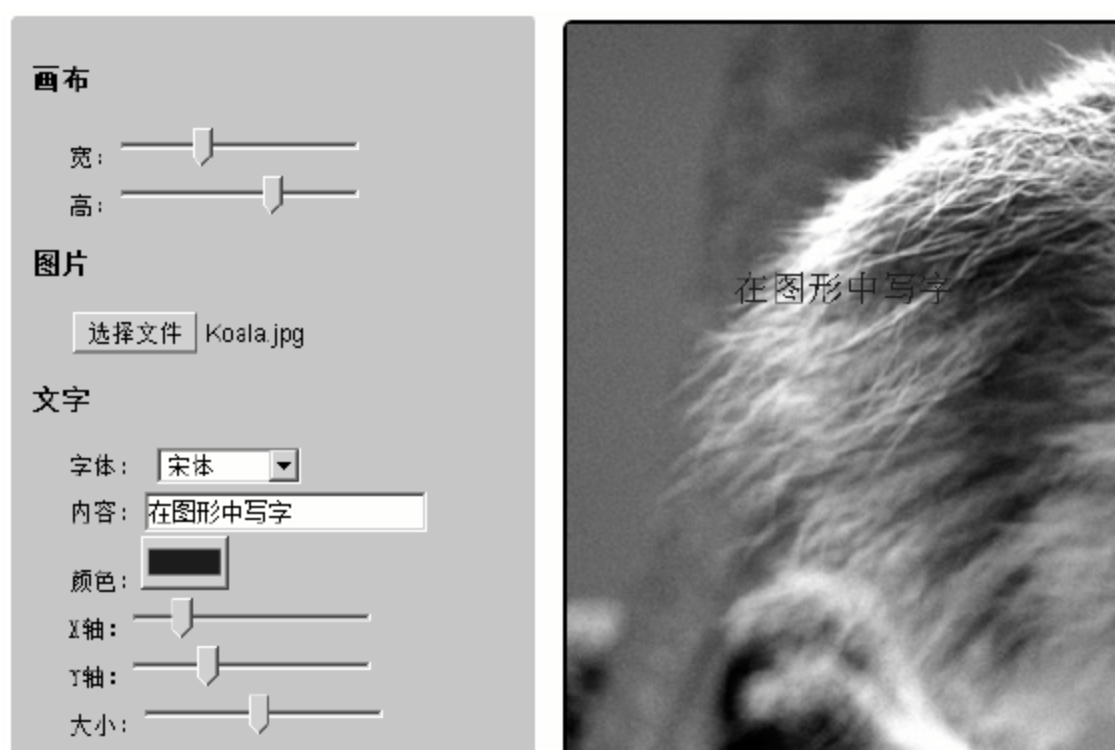 画布
宽：
高：
图片
选择文件 Koala.jpg
文字
字体： 宋体
内容： 在图形中写字
颜色：
X轴：
Y轴：
大小：
在图形中写字